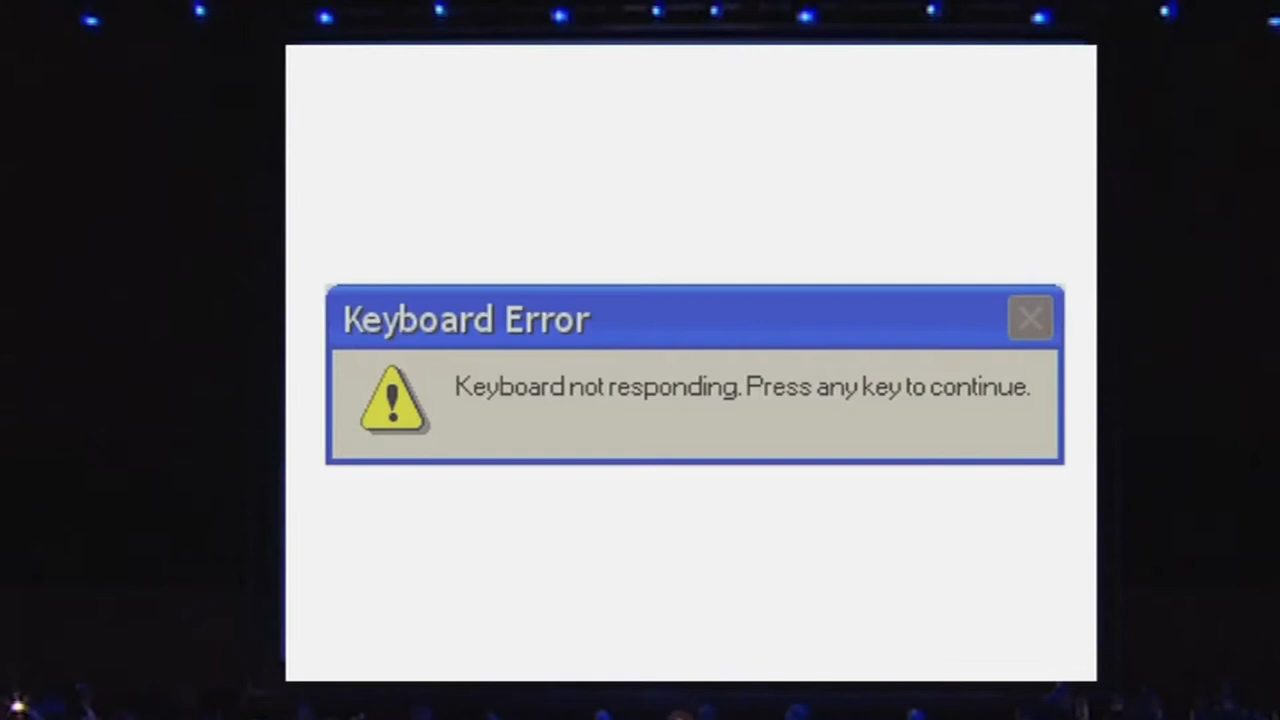 Keyboard Error
Keyboard not responding. Press any key to continue.